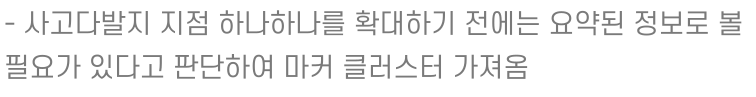 - 사고다발지 지점 하나하나를 확대하기 전에는 요약된 정보로 볼
필요가 있다고 판단하여 마커 클러스터 가져옴